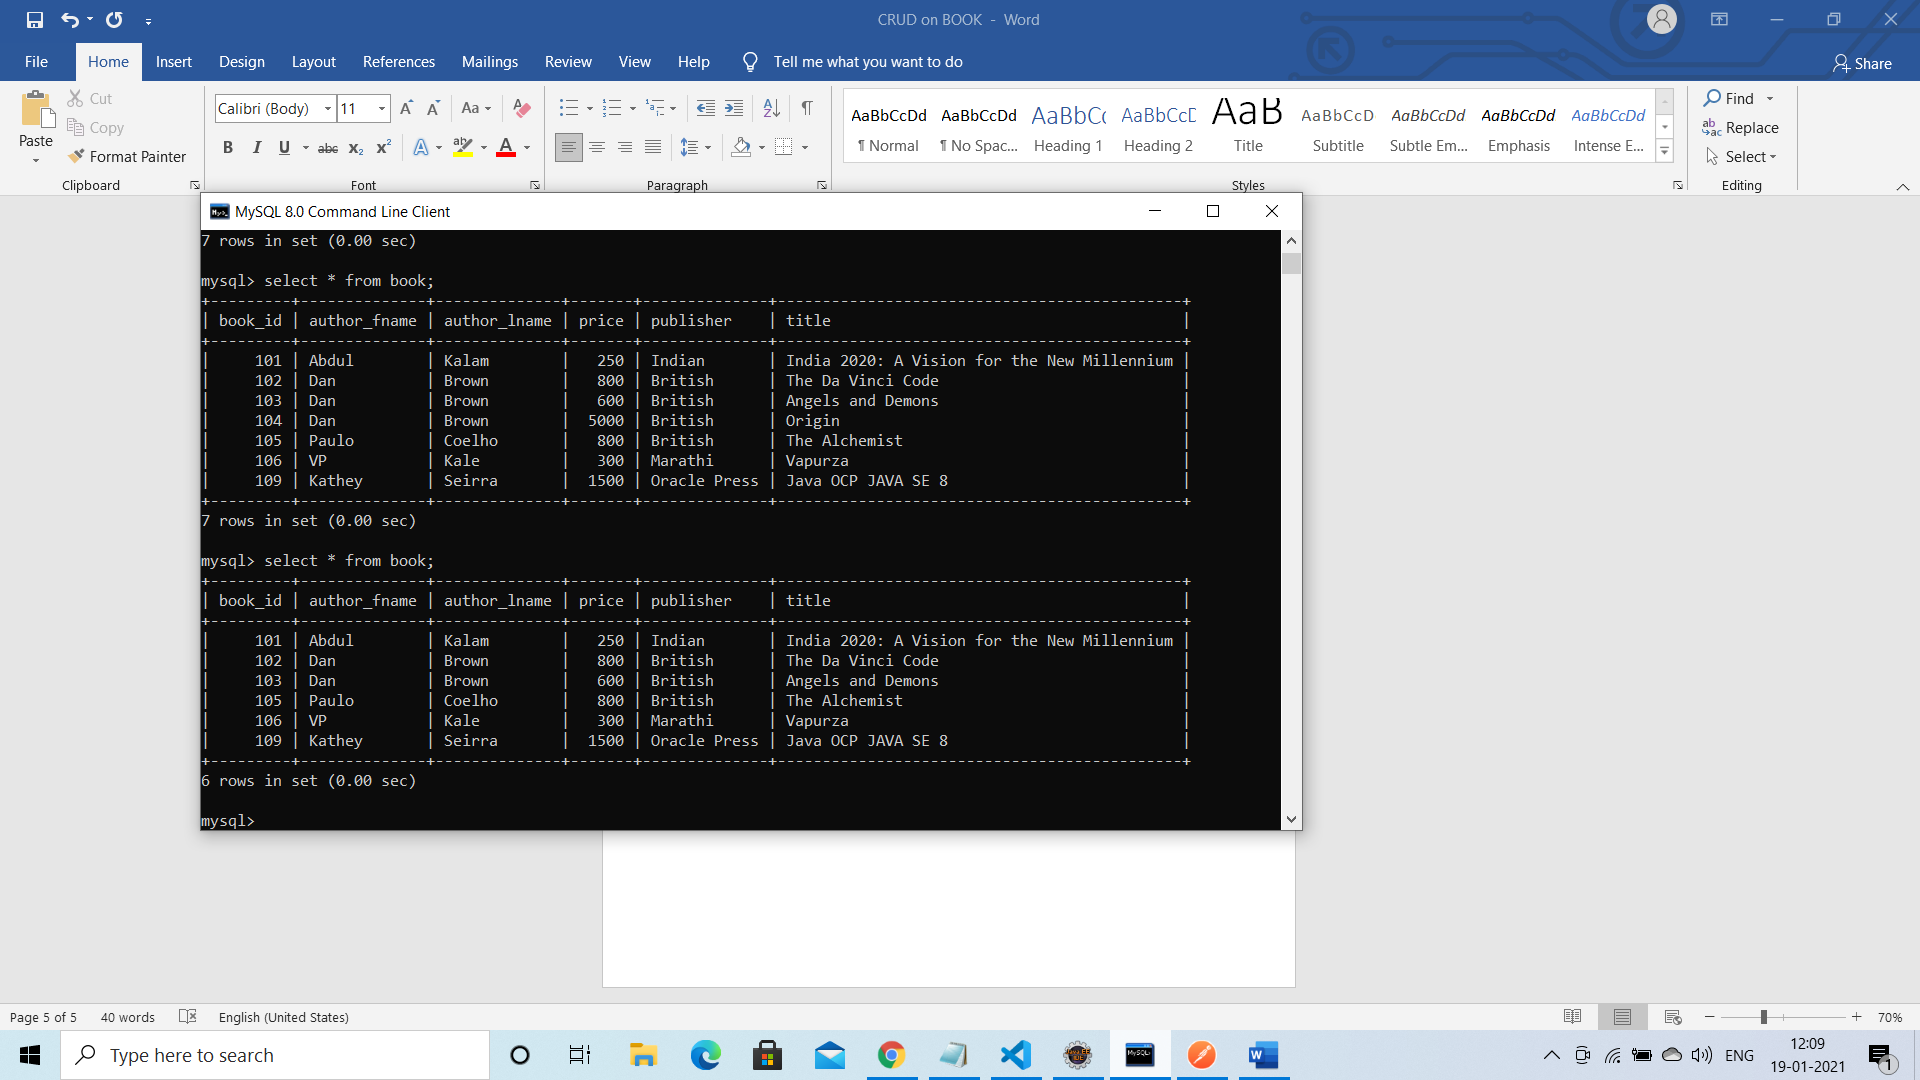 CRUD on BOOK - Word
File Home Insert Design Layout References Mailings Review View Help Tell me what you want to do Share
Paste
Cut
Copy
Format Painter
Clipboard
Calibri (Body) 11
Font
Paragraph
AaBbCcDd AaBbCcDd AaBbCc AaBbCcD AaB AaBbCcD AaBbCcDd AaBbCcDd AaBbCcDd
¶ Normal ¶ No Spac... Heading 1 Heading 2 Title Subtitle Subtle Em... Emphasis Intense E...
Styles
Find
Replace
Select
Editing
MySQL 8.0 Command Line Client
7 rows in set (0.00 sec)
mysql> select * from book;
+---------+--------------+--------------+-------+--------------+---------------------------------------------+
| book_id | author_fname | author_lname | price | publisher    | title                                       |
+---------+--------------+--------------+-------+--------------+---------------------------------------------+
|     101 | Abdul        | Kalam        |   250 | Indian       | India 2020: A Vision for the New Millennium |
|     102 | Dan          | Brown        |   800 | British      | The Da Vinci Code                           |
|     103 | Dan          | Brown        |   600 | British      | Angels and Demons                           |
|     104 | Dan          | Brown        |  5000 | British      | Origin                                      |
|     105 | Paulo        | Coelho       |   800 | British      | The Alchemist                               |
|     106 | VP           | Kale         |   300 | Marathi      | Vapurza                                     |
|     109 | Kathey       | Seirra       |  1500 | Oracle Press | Java OCP JAVA SE 8                          |
+---------+--------------+--------------+-------+--------------+---------------------------------------------+
7 rows in set (0.00 sec)
mysql> select * from book;
+---------+--------------+--------------+-------+--------------+---------------------------------------------+
| book_id | author_fname | author_lname | price | publisher    | title                                       |
+---------+--------------+--------------+-------+--------------+---------------------------------------------+
|     101 | Abdul        | Kalam        |   250 | Indian       | India 2020: A Vision for the New Millennium |
|     102 | Dan          | Brown        |   800 | British      | The Da Vinci Code                           |
|     103 | Dan          | Brown        |   600 | British      | Angels and Demons                           |
|     105 | Paulo        | Coelho       |   800 | British      | The Alchemist                               |
|     106 | VP           | Kale         |   300 | Marathi      | Vapurza                                     |
|     109 | Kathey       | Seirra       |  1500 | Oracle Press | Java OCP JAVA SE 8                          |
+---------+--------------+--------------+-------+--------------+---------------------------------------------+
6 rows in set (0.00 sec)
mysql>
Page 5 of 5 40 words English (United States) 70%
Type here to search
ENG
12:09
19-01-2021
1